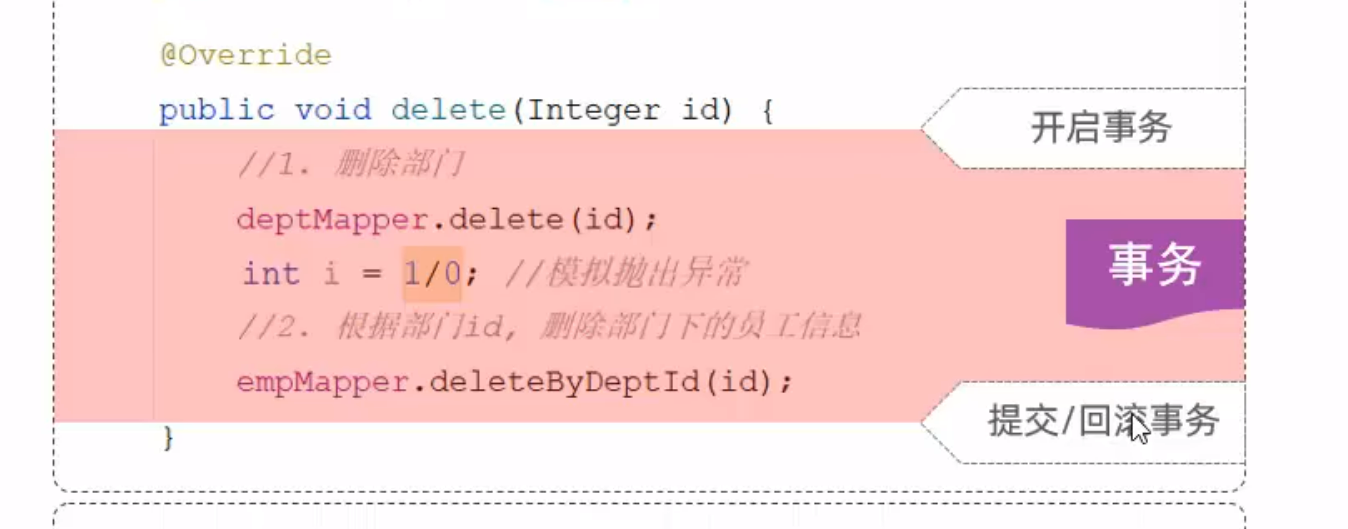 @Override
public void delete(Integer id) {
开启事务
//1. 删除部门
deptMapper.delete(id);
事务
int i = 1/0; //模拟抛出异常
//2. 根据部门id, 删除部门下的员工信息
empMapper.deleteByDeptId(id);
提交/回滚事务
}